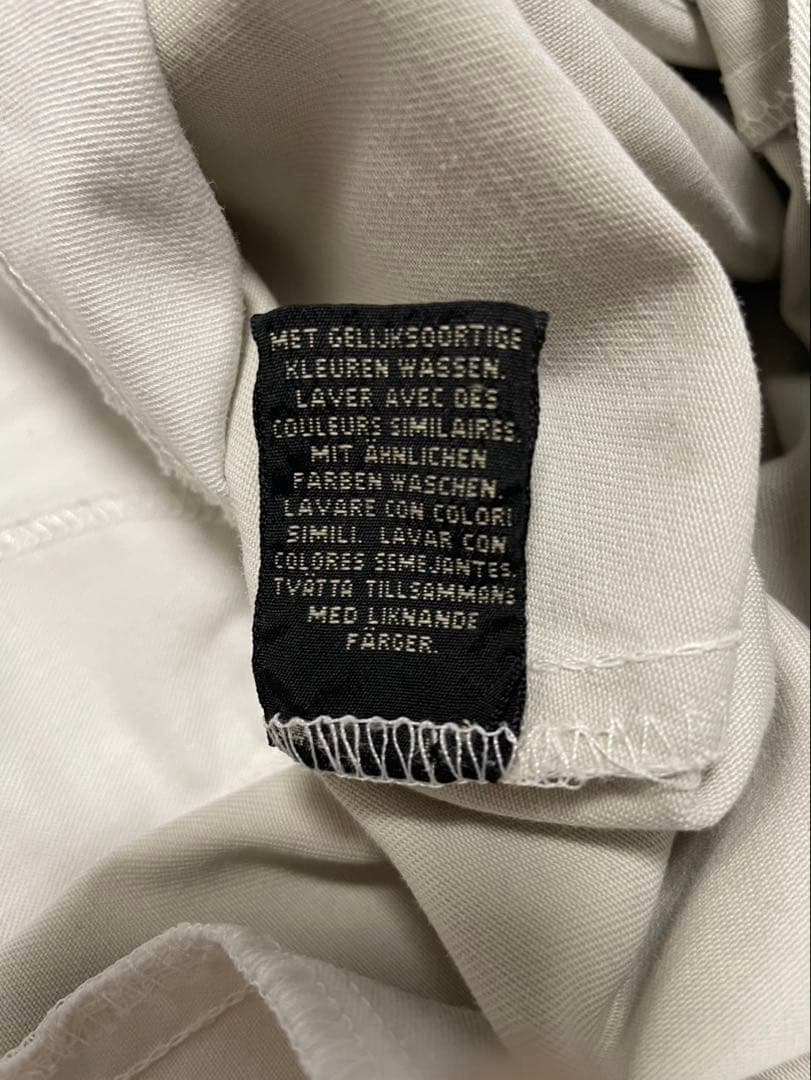 MET GELIJKSOORTIGE
KLEUREN WASSEN.
LAVER AVEC DES
COULEURS SIMILAIRES.
MIT ÄHNLICHEN
FARBEN WASCHEN.
LAVARE CON COLORI
SIMILI. LAVAR CON
COLORES SEMEJANTES.
TVÄTTA TILLSAMMANS
MED LIKNANDE
FÄRGER.